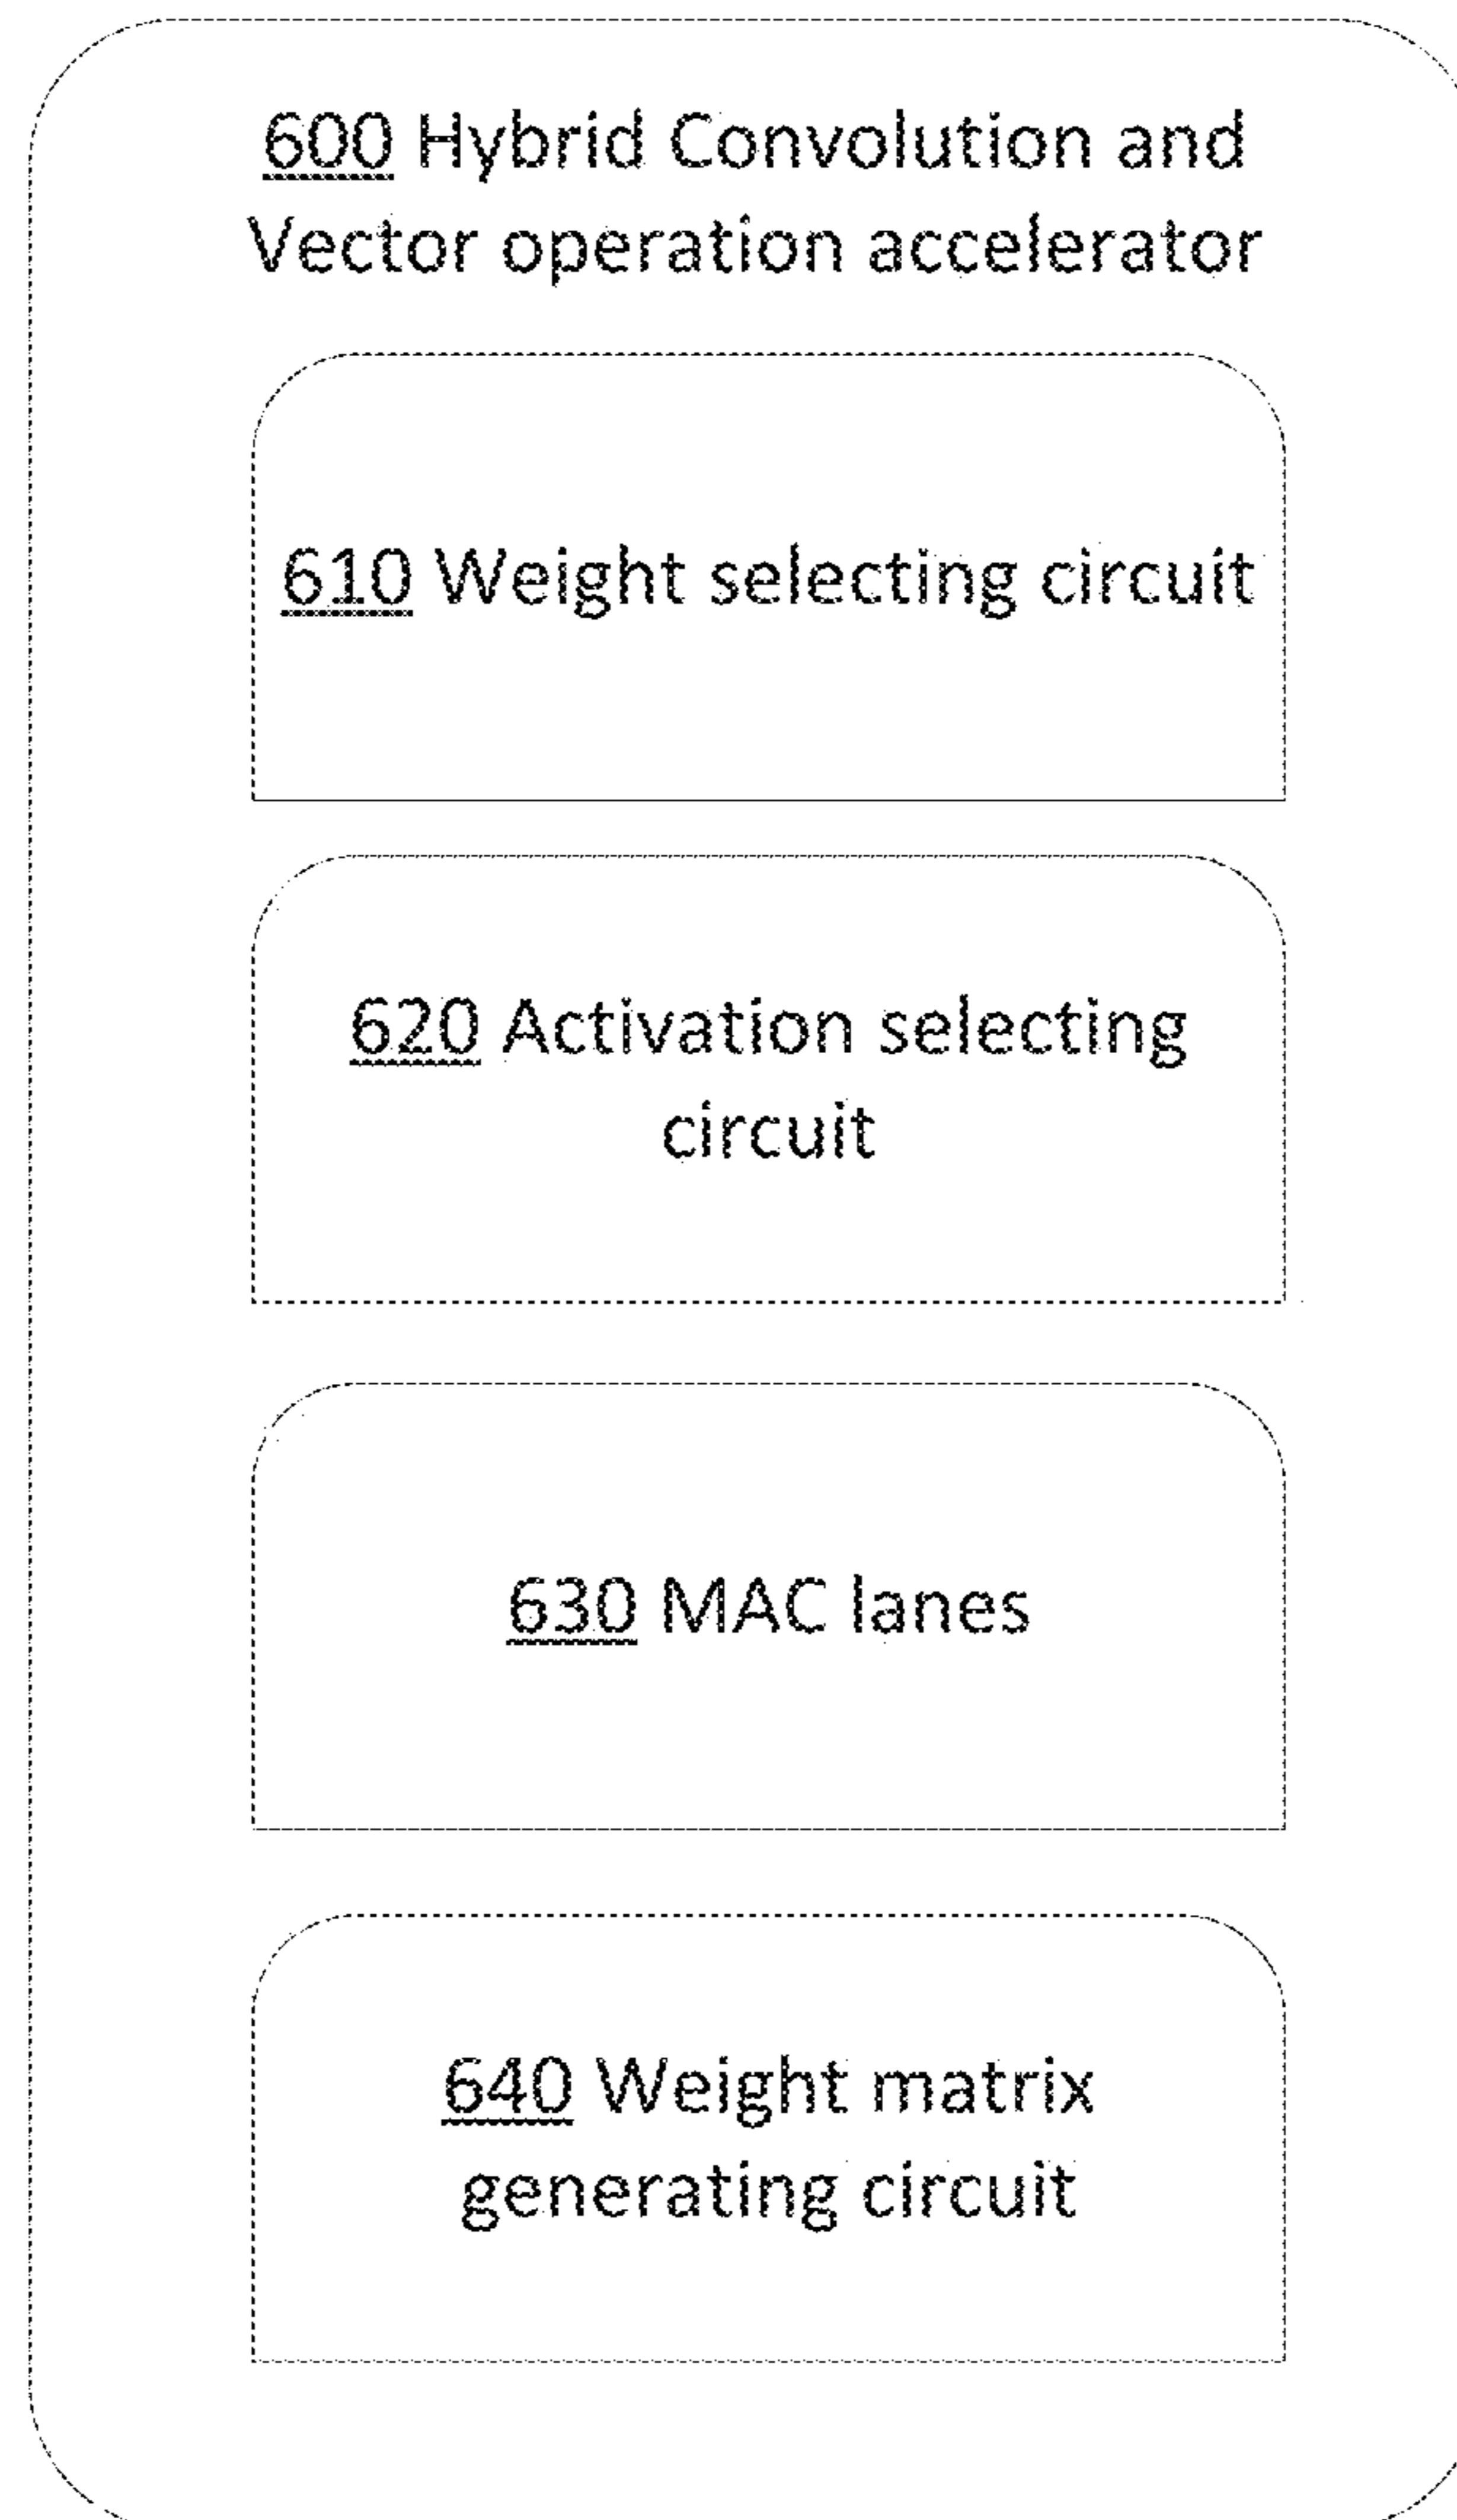 600 Hybrid Convolution and
Vector operation accelerator
610 Weight selecting circuit
620 Activation selecting
circuit
630 MAC lanes
640 Weight matrix
generating circuit